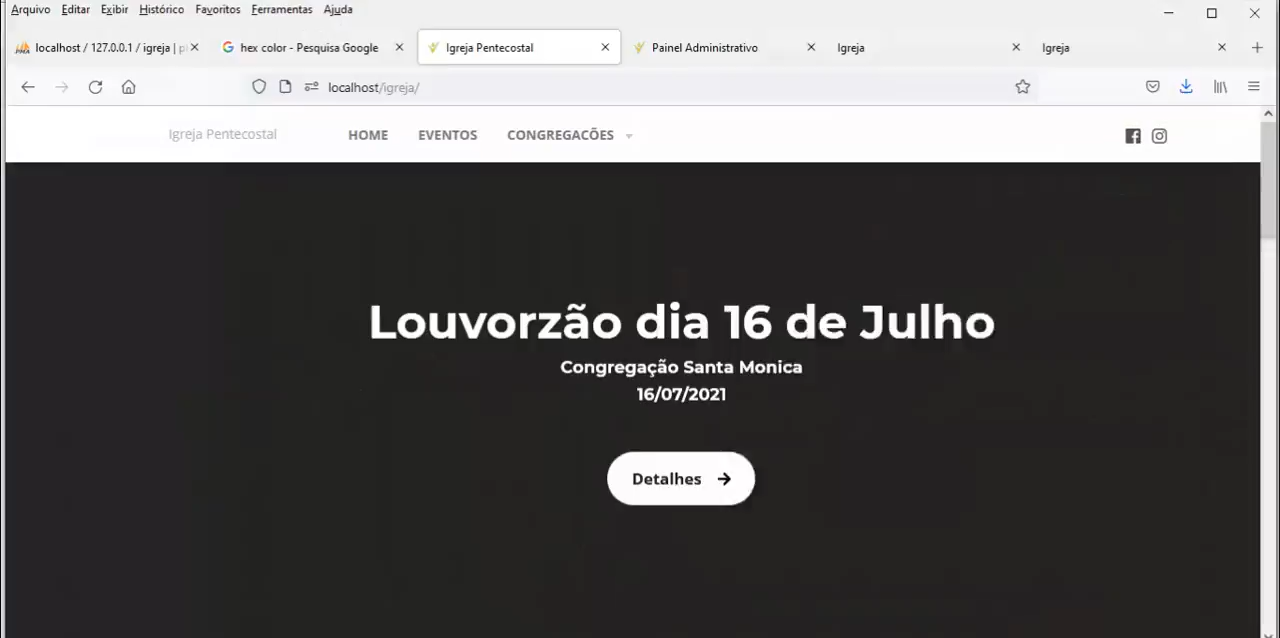 Arquivo Editar Exibir Histórico Favoritos Ferramentas Ajuda
localhost / 127.0.0.1 / igreja | p
hex color - Pesquisa Google
Igreja Pentecostal
Painel Administrativo
Igreja
Igreja
localhost/igreja/
Igreja Pentecostal HOME EVENTOS CONGREGACÕES
Louvorzão dia 16 de Julho
Congregação Santa Monica
16/07/2021
Detalhes